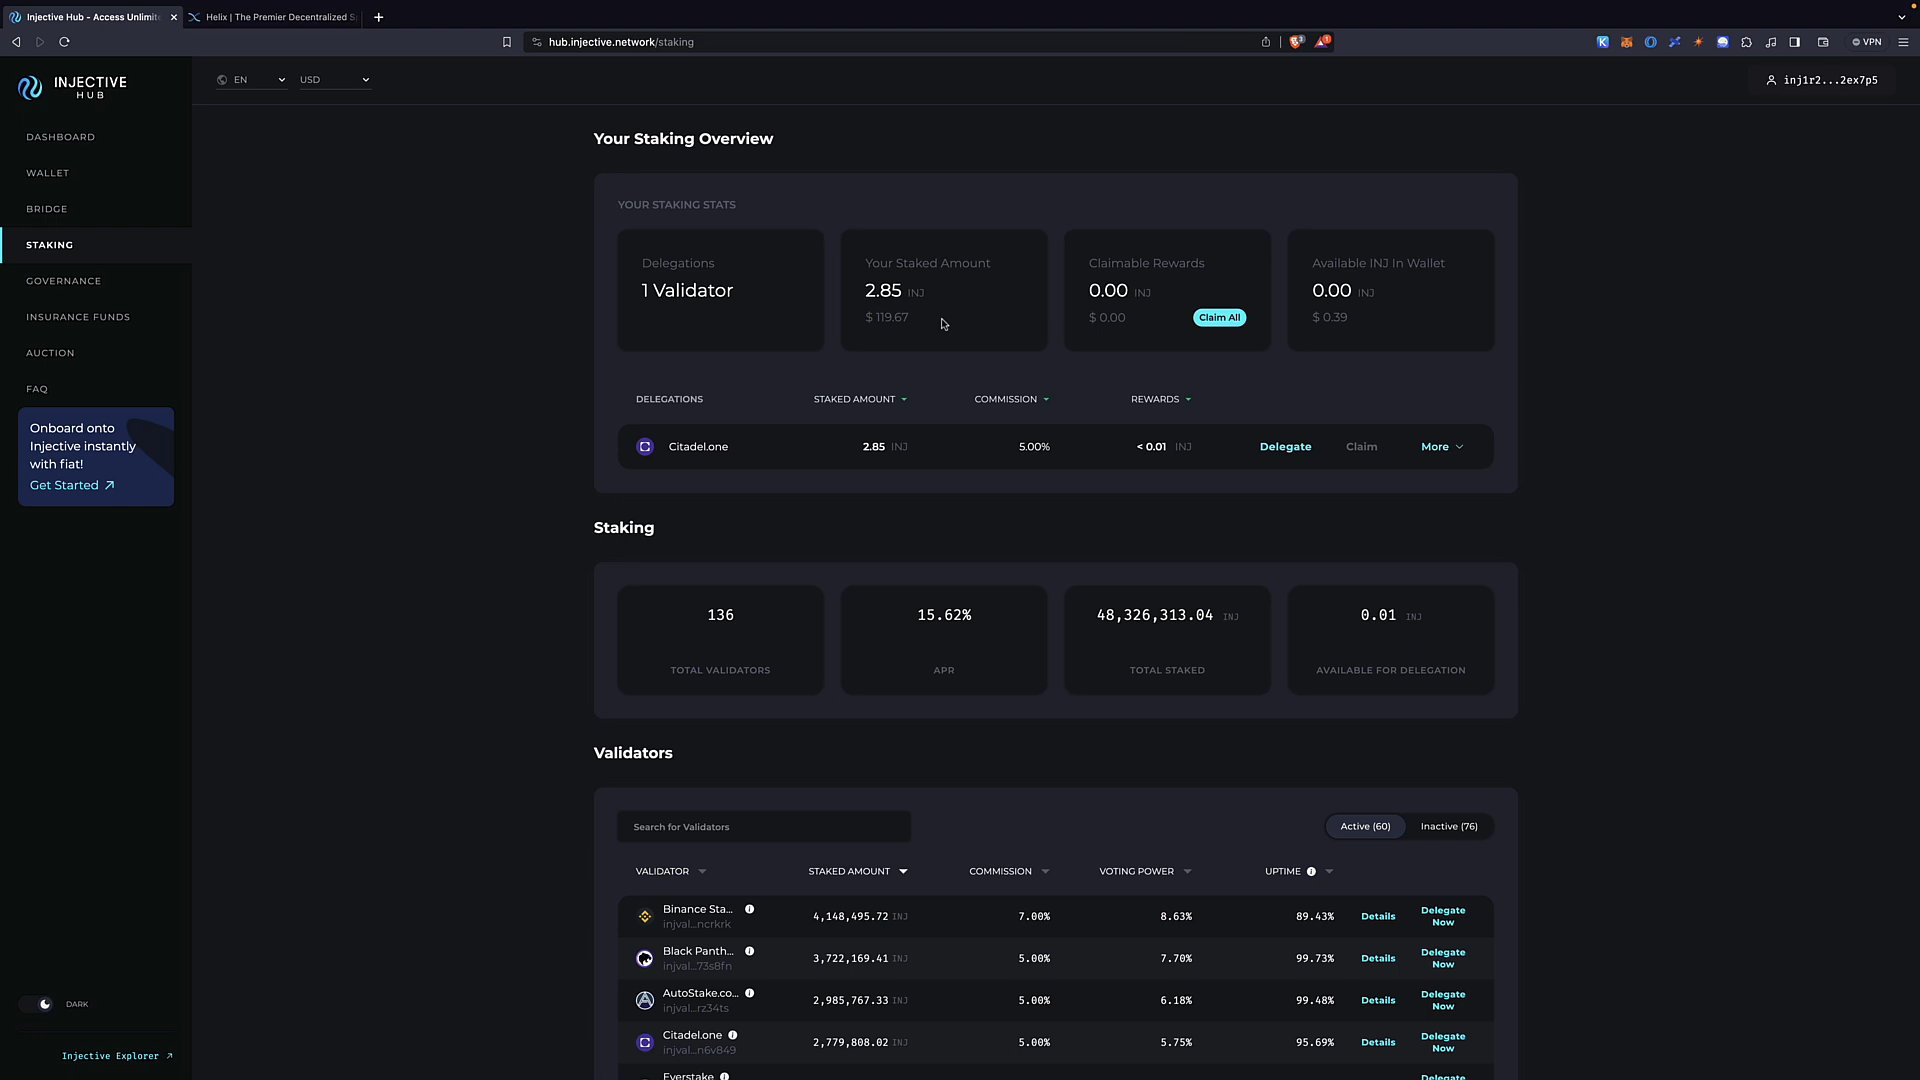 Injective Hub - Access Unlimite
Helix | The Premier Decentralized S
hub.injective.network/staking
3
1
VPN
INJECTIVE
HUB
EN
USD
inj1r2...2ex7p5
DASHBOARD
WALLET
BRIDGE
STAKING
GOVERNANCE
INSURANCE FUNDS
AUCTION
FAQ
Onboard onto
Injective instantly
with fiat!
Get Started
DARK
Injective Explorer
Your Staking Overview
YOUR STAKING STATS
Delegations
1 Validator
Your Staked Amount
2.85 INJ
$ 119.67
Claimable Rewards
0.00 INJ
$ 0.00
Claim All
Available INJ In Wallet
0.00 INJ
$ 0.39
DELEGATIONS STAKED AMOUNT COMMISSION REWARDS
Citadel.one 2.85 INJ 5.00% < 0.01 INJ Delegate Claim More
Staking
136
TOTAL VALIDATORS
15.62%
APR
48,326,313.04 INJ
TOTAL STAKED
0.01 INJ
AVAILABLE FOR DELEGATION
Validators
Search for Validators
Active (60) Inactive (76)
VALIDATOR STAKED AMOUNT COMMISSION VOTING POWER UPTIME
Binance Sta...
injval...ncrkrk
4,148,495.72 INJ 7.00% 8.63% 89.43% Details Delegate Now
Black Panth...
injval...73s8fn
3,722,169.41 INJ 5.00% 7.70% 99.73% Details Delegate Now
AutoStake.co...
injval...rz34ts
2,985,767.33 INJ 5.00% 6.18% 99.48% Details Delegate Now
Citadel.one
injval...n6v849
2,779,808.02 INJ 5.00% 5.75% 95.69% Details Delegate Now
Everstake
Delegate